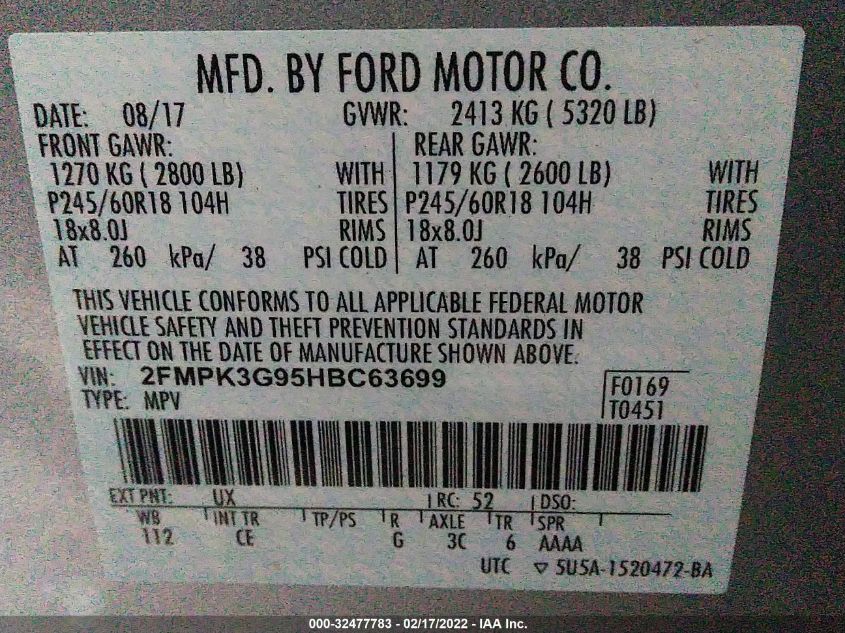 MFD. BY FORD MOTOR CO.
DATE: 08/17 GVWR: 2413 KG ( 5320 LB)
FRONT GAWR: REAR GAWR:
1270 KG ( 2800 LB) WITH 1179 KG ( 2600 LB) WITH
P245/60R18 104H TIRES P245/60R18 104H TIRES
18x8.0J RIMS 18x8.0J RIMS
AT 260 kPa/ 38 PSI COLD AT 260 kPa/ 38 PSI COLD
THIS VEHICLE CONFORMS TO ALL APPLICABLE FEDERAL MOTOR
VEHICLE SAFETY AND THEFT PREVENTION STANDARDS IN
EFFECT ON THE DATE OF MANUFACTURE SHOWN ABOVE.
VIN: 2FMPK3G95HBC63699 F0169
TYPE: MPV T0451
EXT PNT: UX RC: 52 DSO:
WB INT TR TP/PS R AXLE TR SPR
112 CE G 3C 6 AAAA
UTC ▽ 5U5A-1520472-BA
000-32477783 - 02/17/2022 - IAA Inc.